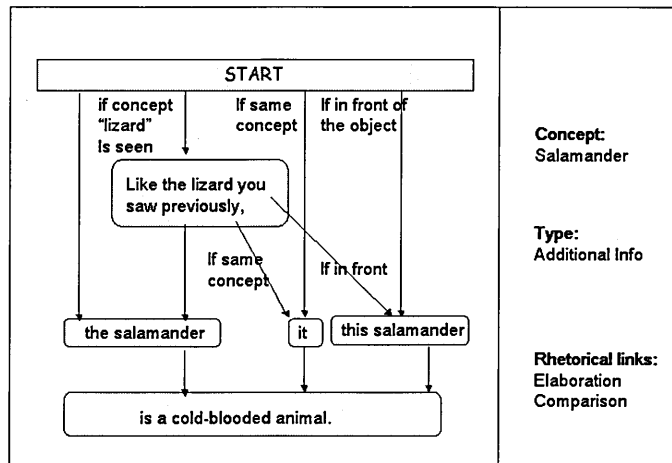 START
if concept
"lizard"
Is seen
If same
concept
If in front of
the object
Like the lizard you
saw previously,
If same
concept
If in front
the salamander
it
this salamander
is a cold-blooded animal.
Concept:
Salamander
Type:
Additional Info
Rhetorical links:
Elaboration
Comparison